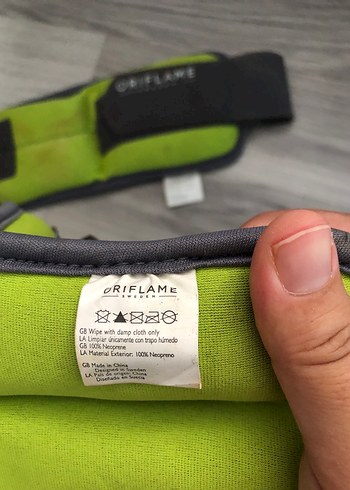 ORIFLAME
ORIFLAME
SWEDEN
GB Wipe with damp cloth only
LA Limpiar únicamente con trapo húmedo
GB 100% Neoprene
LA Material Exterior: 100% Neopreno
GB Made in China
Designed in Sweden
LA País de origen: China
Diseñado en Suecia